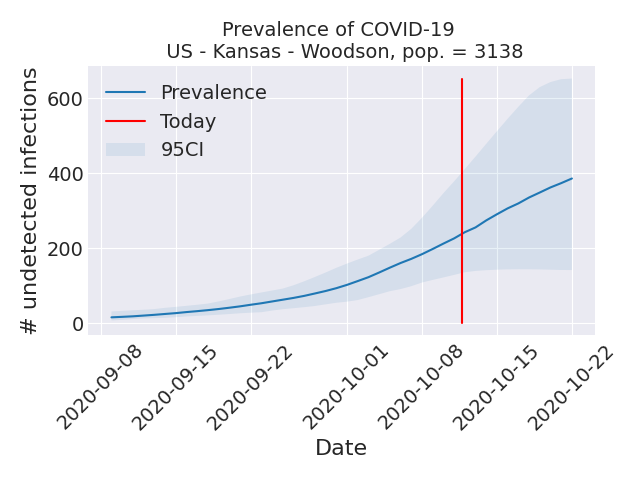 Prevalence of COVID-19
US - Kansas - Woodson, pop. = 3138
# undetected infections
600
400
200
0
Prevalence
Today
95CI
2020-09-08
2020-09-15
2020-09-22
2020-10-01
2020-10-08
2020-10-15
2020-10-22
Date